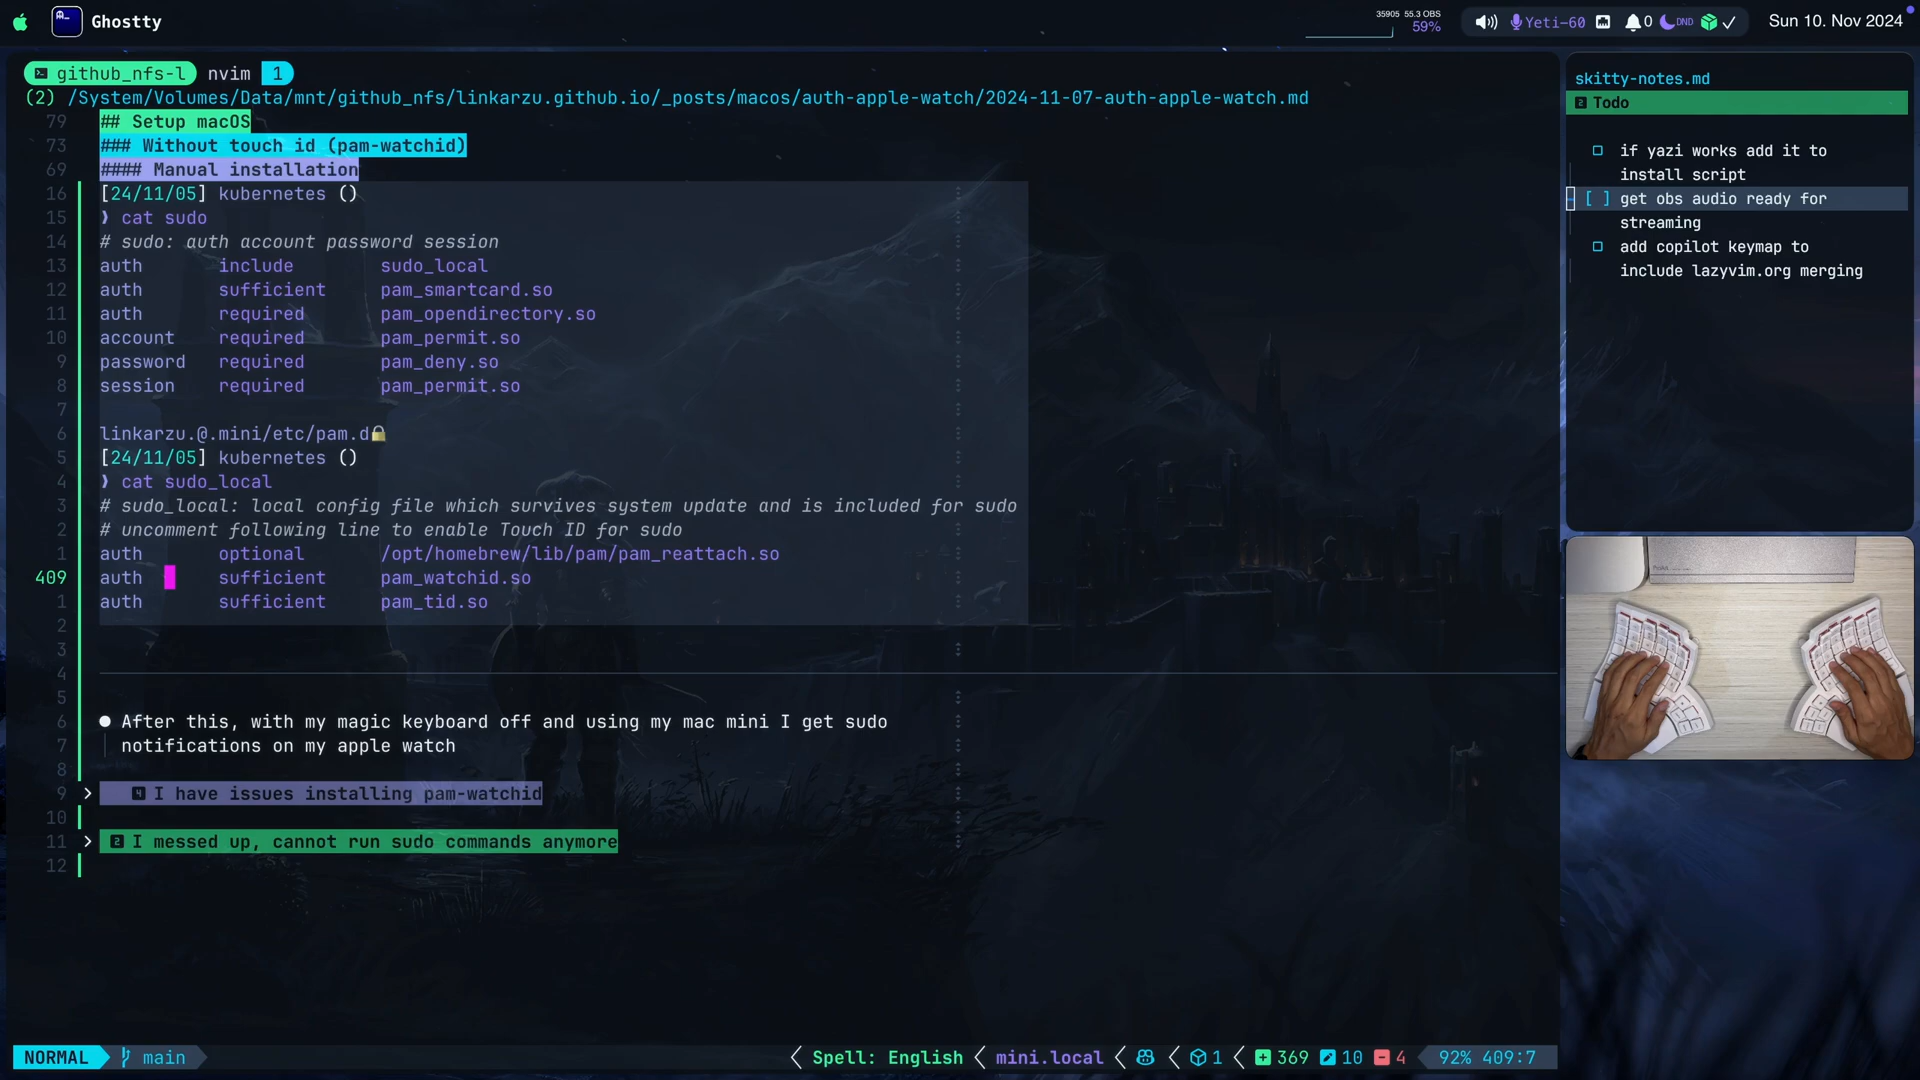 Ghostty
35905 55.3 OBS
59%
Yeti-60
0
DND
Sun 10. Nov 2024
github_nfs-l nvim 1
(2) /System/Volumes/Data/mnt/github_nfs/linkarzu.github.io/_posts/macos/auth-apple-watch/2024-11-07-auth-apple-watch.md
79 ## Setup macOS
73 ### Without touch id (pam-watchid)
69 #### Manual installation
16 [24/11/05] kubernetes ()
15 ❯ cat sudo
14 # sudo: auth account password session
13 auth include sudo_local
12 auth sufficient pam_smartcard.so
11 auth required pam_opendirectory.so
10 account required pam_permit.so
9 password required pam_deny.so
8 session required pam_permit.so
7
6 linkarzu.@.mini/etc/pam.d🔒
5 [24/11/05] kubernetes ()
4 ❯ cat sudo_local
3 # sudo_local: local config file which survives system update and is included for sudo
2 # uncomment following line to enable Touch ID for sudo
1 auth optional /opt/homebrew/lib/pam/pam_reattach.so
409 auth sufficient pam_watchid.so
1 auth sufficient pam_tid.so
2
3
4
5
6 ● After this, with my magic keyboard off and using my mac mini I get sudo
7 notifications on my apple watch
8
9 > 4 I have issues installing pam-watchid
10
11 > 2 I messed up, cannot run sudo commands anymore
12
NORMAL main
Spell: English mini.local 1 369 10 4 92% 409:7
skitty-notes.md
2 Todo
if yazi works add it to
install script
[ ] get obs audio ready for
streaming
add copilot keymap to
include lazyvim.org merging